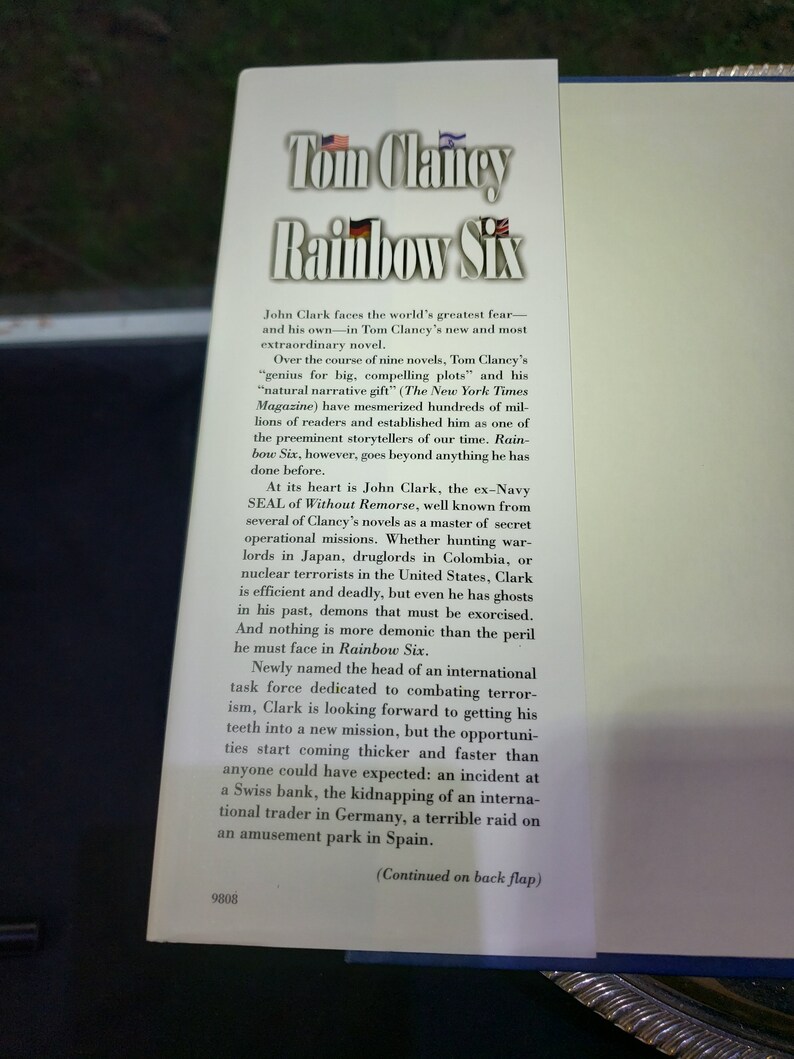 Tom Clancy
Rainbow Six
John Clark faces the world's greatest fear—
and his own—in Tom Clancy's new and most
extraordinary novel.
Over the course of nine novels, Tom Clancy's
"genius for big, compelling plots" and his
"natural narrative gift" (The New York Times
Magazine) have mesmerized hundreds of mil-
lions of readers and established him as one of
the preeminent storytellers of our time. Rain-
bow Six, however, goes beyond anything he has
done before.
At its heart is John Clark, the ex–Navy
SEAL of Without Remorse, well known from
several of Clancy's novels as a master of secret
operational missions. Whether hunting war-
lords in Japan, druglords in Colombia, or
nuclear terrorists in the United States, Clark
is efficient and deadly, but even he has ghosts
in his past, demons that must be exorcised.
And nothing is more demonic than the peril
he must face in Rainbow Six.
Newly named the head of an international
task force dedicated to combating terror-
ism, Clark is looking forward to getting his
teeth into a new mission, but the opportuni-
ties start coming thicker and faster than
anyone could have expected: an incident at
a Swiss bank, the kidnapping of an interna-
tional trader in Germany, a terrible raid on
an amusement park in Spain.
(Continued on back flap)
9808